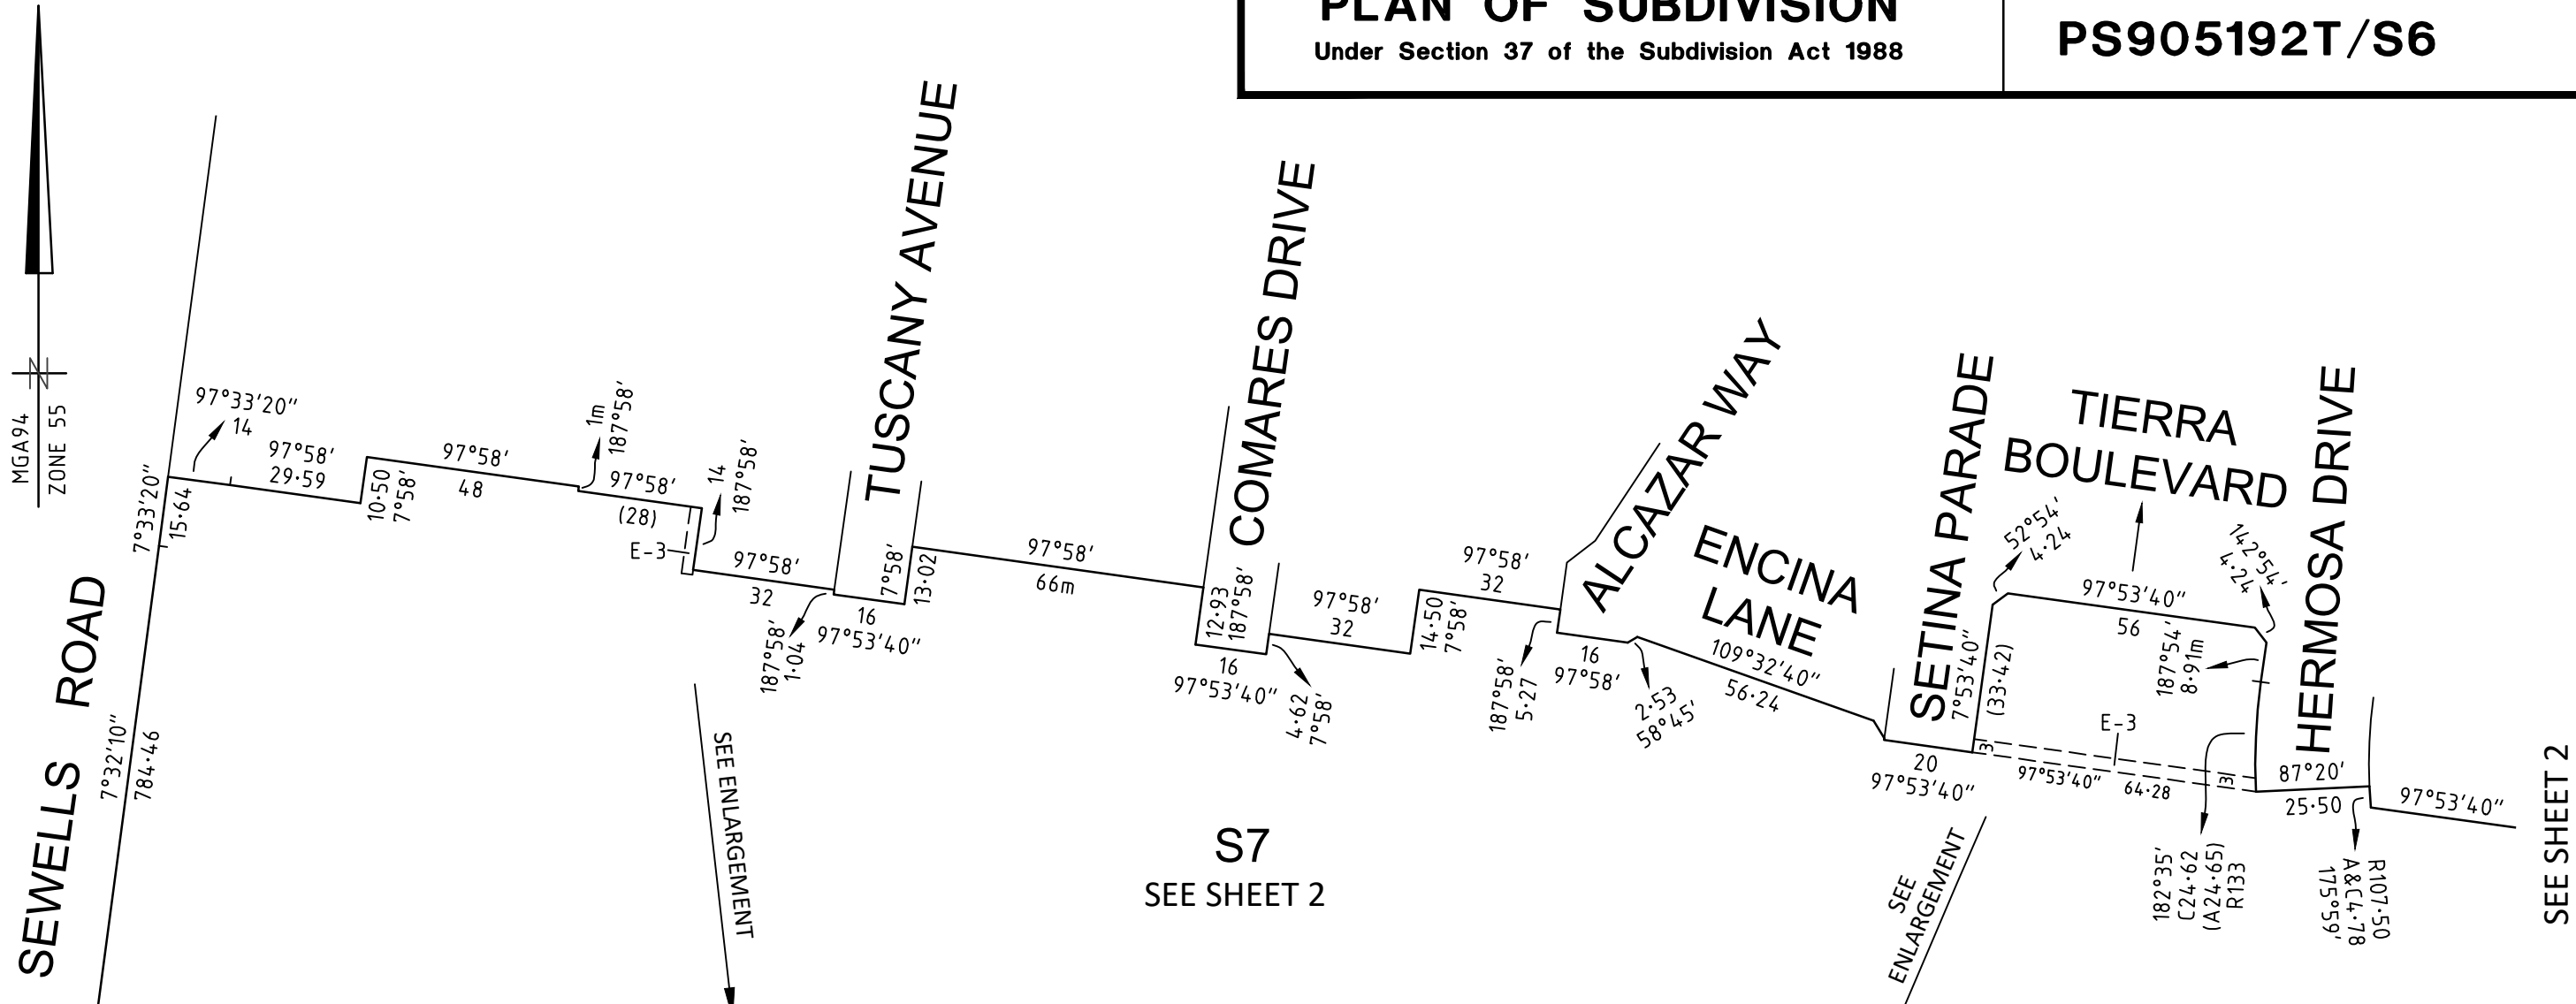 PLAN OF SUBDIVISION
Under Section 37 of the Subdivision Act 1988
PS905192T/S6
MGA94
ZONE 55
N
SEWELLS ROAD
7°33'20"
15·64
7°32'10"
784·46
97°33'20"
14
97°58'
29·59
10·50
7°58'
97°58'
48
1m
187°58'
97°58'
(28)
14
187°58'
E-3
97°58'
32
187°58'
1·04
TUSCANY AVENUE
16
97°53'40"
7°58'
13·02
97°58'
66m
COMARES DRIVE
12·93
187°58'
16
97°53'40"
4·62
7°58'
97°58'
32
14·50
7°58'
97°58'
32
187°58'
5·27
ALCAZAR WAY
16
97°58'
2·53
58°45'
ENCINA
LANE
109°32'40"
56·24
SETINA PARADE
20
97°53'40"
7°53'40"
(33·42)
52°54'
4·24
TIERRA
BOULEVARD
97°53'40"
56
142°54'
4·24
187°54'
8·91m
HERMOSA DRIVE
E-3
3
3
97°53'40"
64·28
182°35'
C24·62
(A24·65)
R133
87°20'
25·50
R107·50
A&C4·78
175°59'
97°53'40"
SEE SHEET 2
SEE ENLARGEMENT
S7
SEE SHEET 2
SEE
ENLARGEMENT